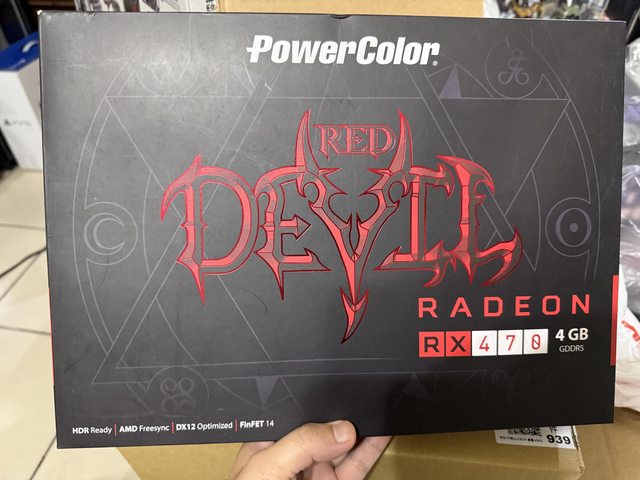 PowerColor
RED
DEVIL
RADEON
RX 470 4 GB
GDDR5
HDR Ready | AMD Freesync | DX12 Optimized | FinFET 14
939